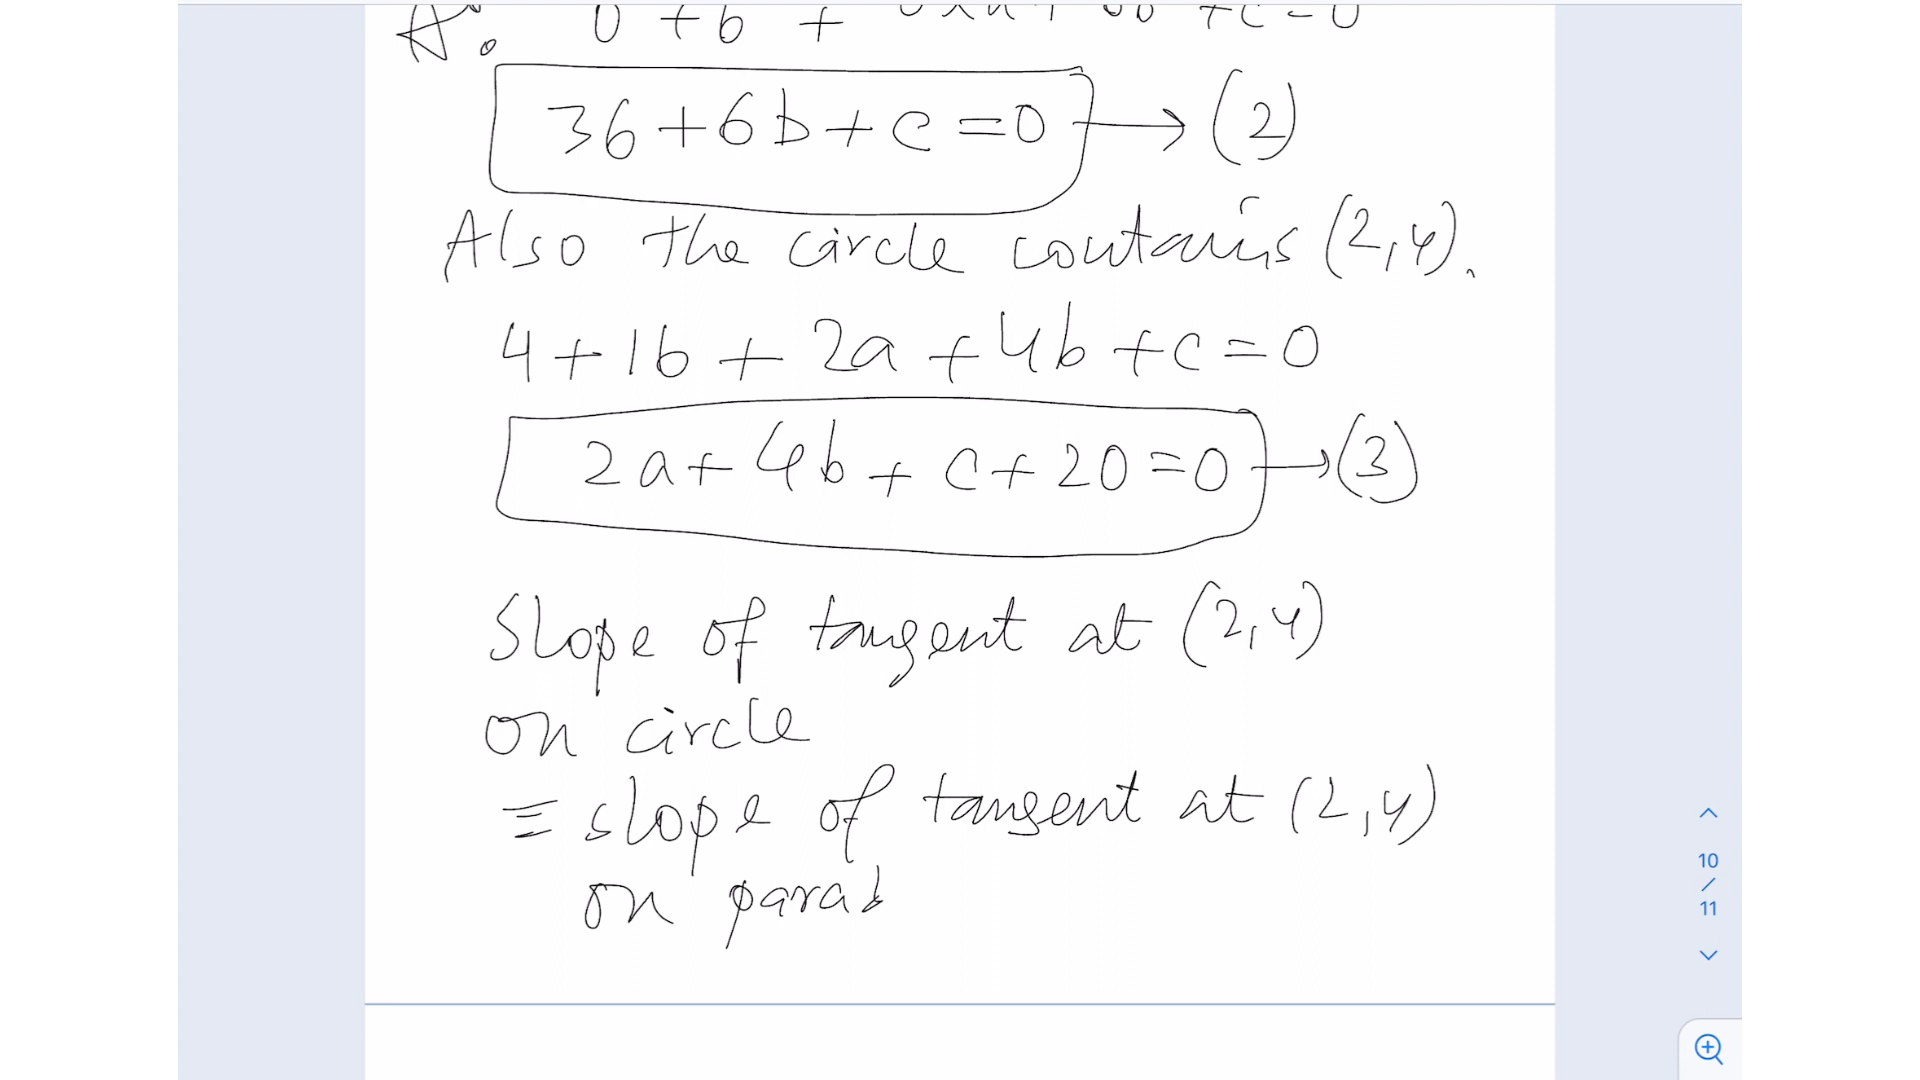 36+6b+c=0 → (2)
Also the circle contains (2,4).
4+16+2a+4b+c=0
2a+4b+c+20=0 → (3)
Slope of tangent at (2,4)
on circle
= slope of tangent at (2,4)
on parab
10
/
11